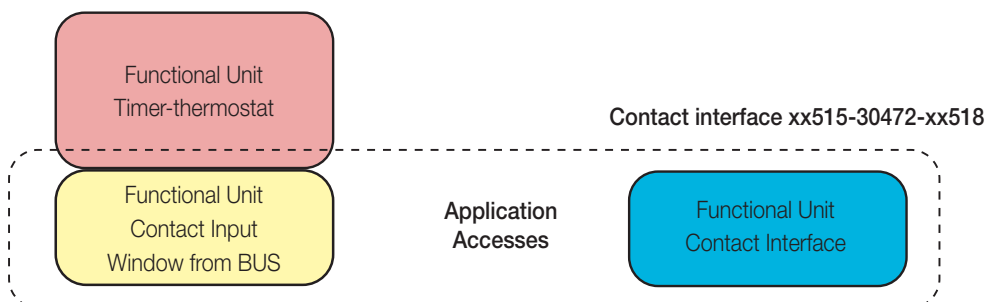 Functional Unit
Timer-thermostat
Contact interface xx515-30472-xx518
Functional Unit
Contact Input
Window from BUS
Application
Accesses
Functional Unit
Contact Interface